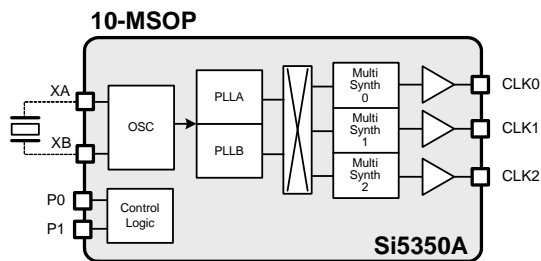 10-MSOP
XA
XB
P0
P1
OSC
Control
Logic
PLLA
PLLB
Multi
Synth
0
Multi
Synth
1
Multi
Synth
2
CLK0
CLK1
CLK2
Si5350A